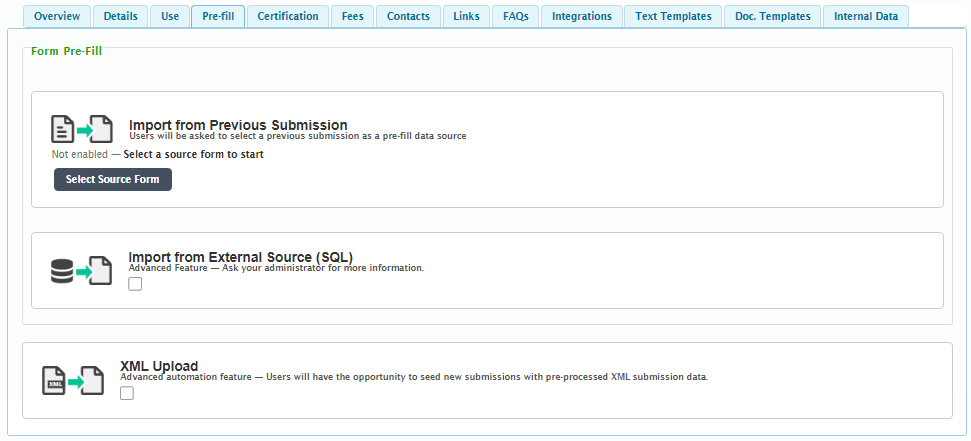 Overview Details Use Pre-fill Certification Fees Contacts Links FAQs Integrations Text Templates Doc. Templates Internal Data
Form Pre-Fill
Import from Previous Submission
Users will be asked to select a previous submission as a pre-fill data source
Not enabled — Select a source form to start
Select Source Form
Import from External Source (SQL)
Advanced Feature — Ask your administrator for more information.
XML Upload
XML
Advanced automation feature — Users will have the opportunity to seed new submissions with pre-processed XML submission data.